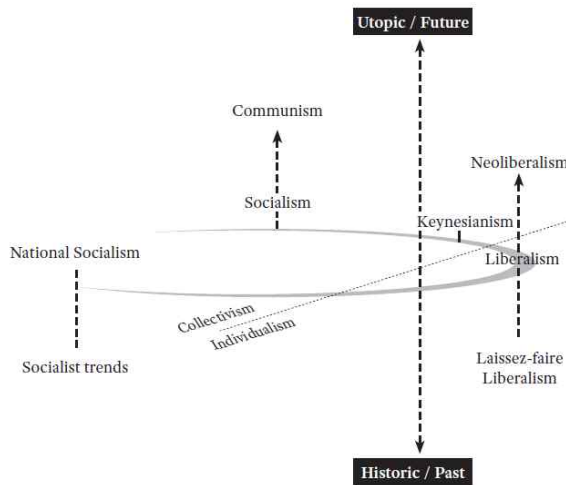 Utopic / Future
Communism
Neoliberalism
Socialism
Keynesianism
National Socialism
Liberalism
Collectivism
Individualism
Socialist trends
Laissez-faire
Liberalism
Historic / Past